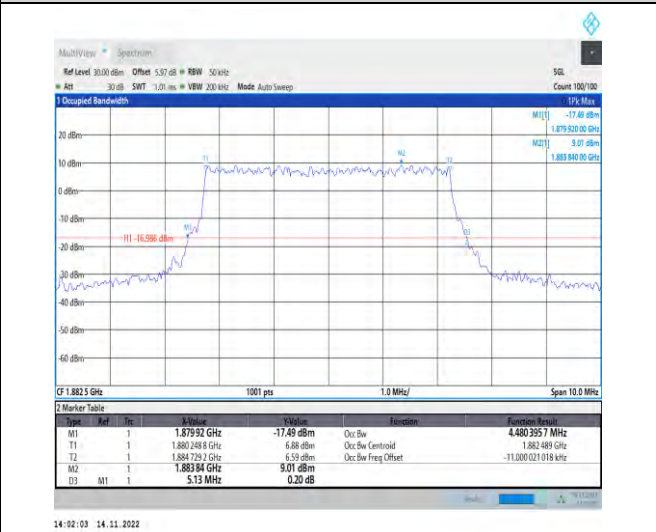 MultiView Spectrum
Ref Level 30.00 dBm Offset 5.97 dB RBW 50 kHz SGL
Att 30 dB SWT 1.01 ms VBW 200 kHz Mode Auto Sweep Count 100/100
1 Occupied Bandwidth 1Pk Max
M1[1] -17.49 dBm
1.879 920 00 GHz
M2[1] 9.01 dBm
1.883 840 00 GHz
20 dBm
M2
T1 T2
10 dBm
0 dBm
-10 dBm
M1 D3
H1 -16.986 dBm
-20 dBm
-30 dBm
-40 dBm
-50 dBm
-60 dBm
CF 1.882 5 GHz 1001 pts 1.0 MHz/ Span 10.0 MHz
2 Marker Table
Type Ref Trc X-Value Y-Value Function Function Result
M1 1 1.879 92 GHz -17.49 dBm Occ Bw 4.480 395 7 MHz
T1 1 1.880 248 8 GHz 6.88 dBm Occ Bw Centroid 1.882 489 GHz
T2 1 1.884 729 2 GHz 6.59 dBm Occ Bw Freq Offset -11.000 021 018 kHz
M2 1 1.883 84 GHz 9.01 dBm
D3 M1 1 5.13 MHz 0.20 dB
14:02:03 14.11.2022